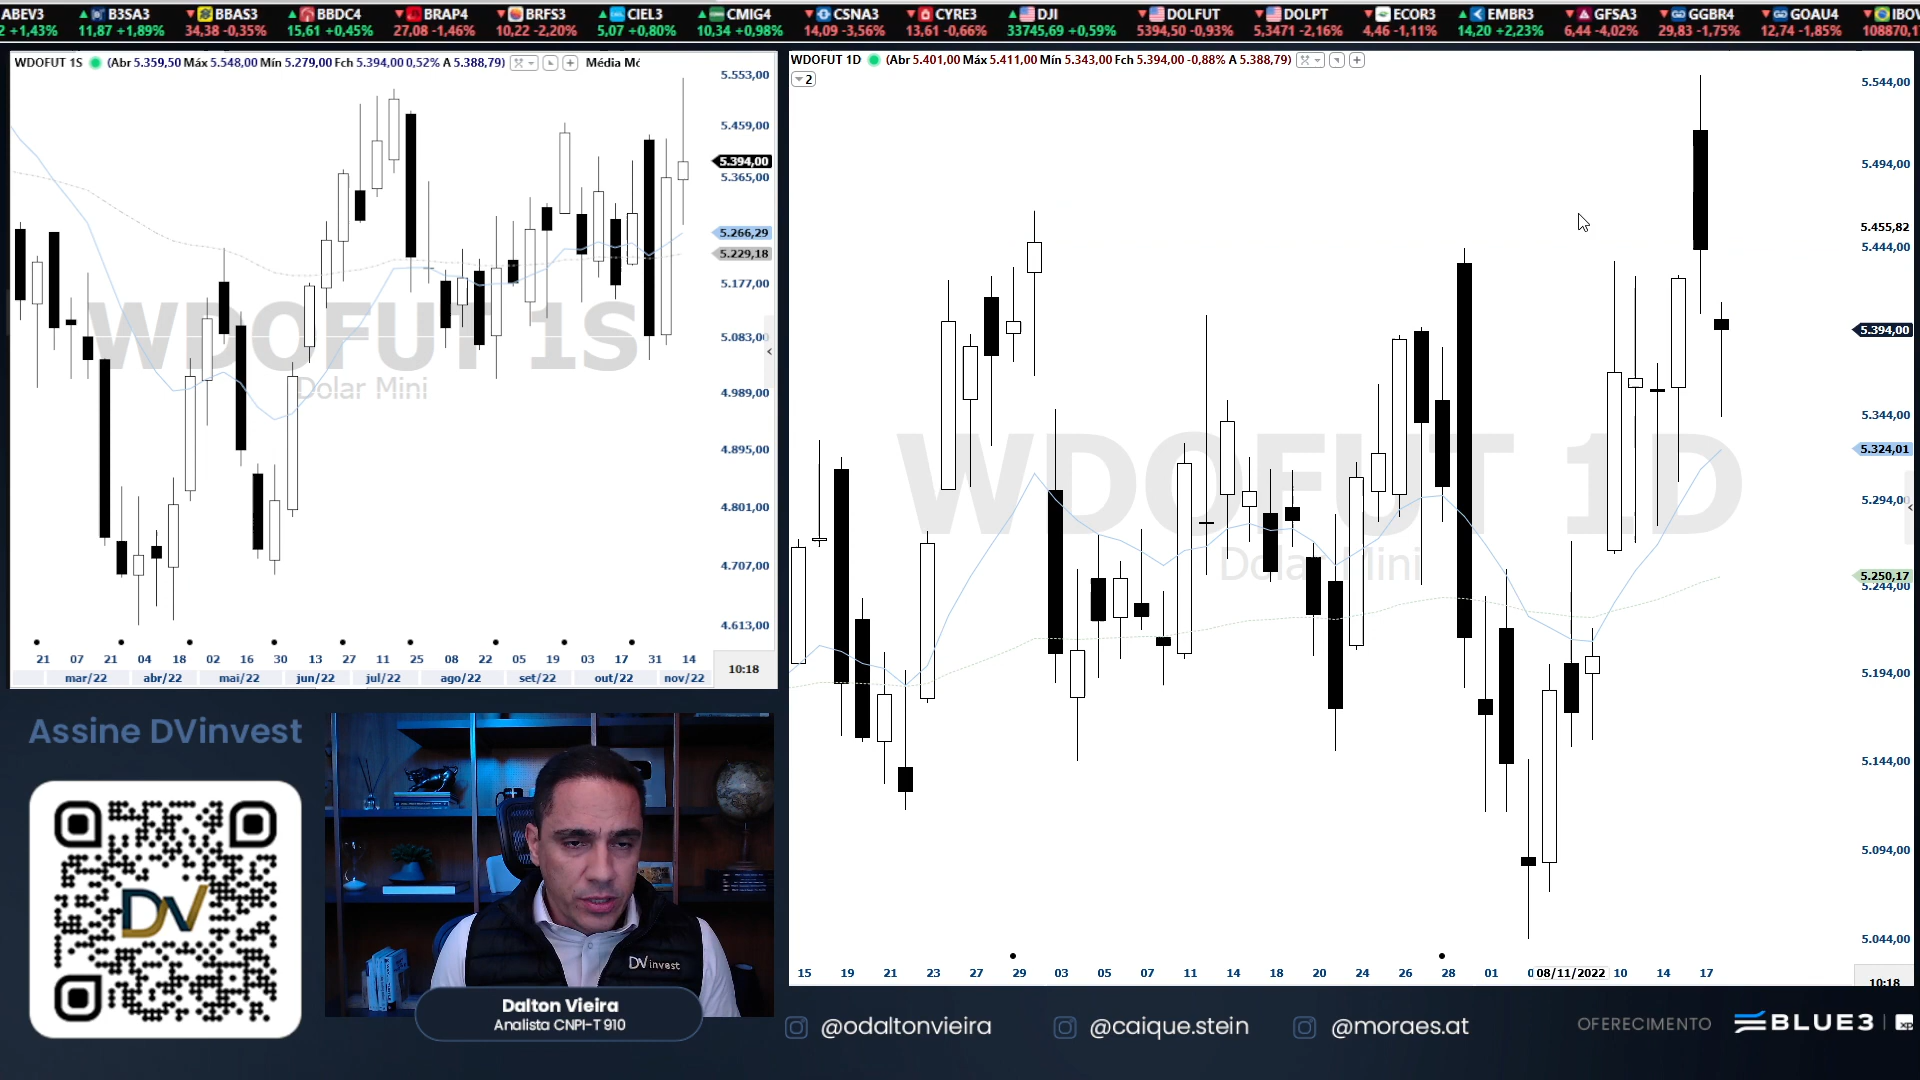 ABEV3 B3SA3 BBAS3 BBDC4 BRAP4 BRFS3 CIEL3 CMIG4 CSNA3 CYRE3 DJI DOLFUT DOLPT ECOR3 EMBR3 GFSA3 GGBR4 GOAU4 IBOV
2 +1,43% 11,87 +1,89% 34,38 -0,35% 15,61 +0,45% 27,08 -1,46% 10,22 -2,20% 5,07 +0,80% 10,34 +0,98% 14,09 -3,56% 13,61 -0,66% 33745,69 +0,59% 5394,50 -0,93% 5,3471 -2,16% 4,46 -1,11% 14,20 +2,23% 6,44 -4,02% 29,83 -1,75% 12,74 -1,85% 108870,1
WDOFUT 1S (Abr 5.359,50 Máx 5.548,00 Mín 5.279,00 Fch 5.394,00 0,52% A 5.388,79) Média Mé
5.553,00
5.459,00
5.394,00
5.365,00
5.266,29
5.229,18
5.177,00
5.083,00
4.989,00
4.895,00
4.801,00
4.707,00
4.613,00
WDOFUT 1S
Dolar Mini
21 07 21 04 18 02 16 30 13 27 11 25 08 22 05 19 03 17 31 14
mar/22 abr/22 mai/22 jun/22 jul/22 ago/22 set/22 out/22 nov/22
10:18
WDOFUT 1D (Abr 5.401,00 Máx 5.411,00 Mín 5.343,00 Fch 5.394,00 -0,88% A 5.388,79)
2
5.544,00
5.494,00
5.455,82
5.444,00
5.394,00
5.344,00
5.324,01
5.294,00
5.250,17
5.244,00
5.194,00
5.144,00
5.094,00
5.044,00
WDOFUT 1D
Dolar Mini
15 19 21 23 27 29 03 05 07 11 14 18 20 24 26 28 01 08/11/2022 10 14 17
10:18
Assine DVinvest
DV
DVinvest
Dalton Vieira
Analista CNPI-T 910
@odaltonvieira @caique.stein @moraes.at
OFERECIMENTO BLUE3 xp